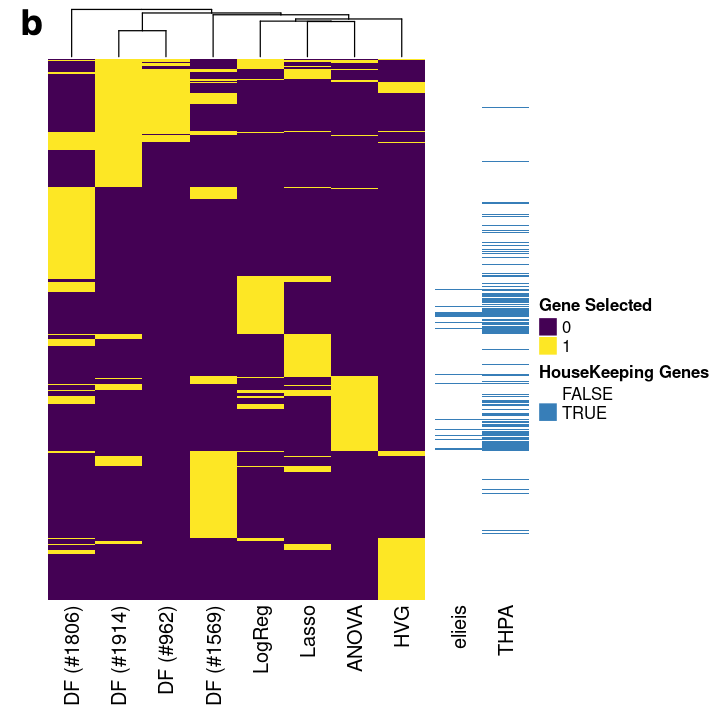 b
Gene Selected
0
1
HouseKeeping Genes
FALSE
TRUE
DF (#1806)
DF (#1914)
DF (#962)
DF (#1569)
LogReg
Lasso
ANOVA
HVG
elieis
THPA